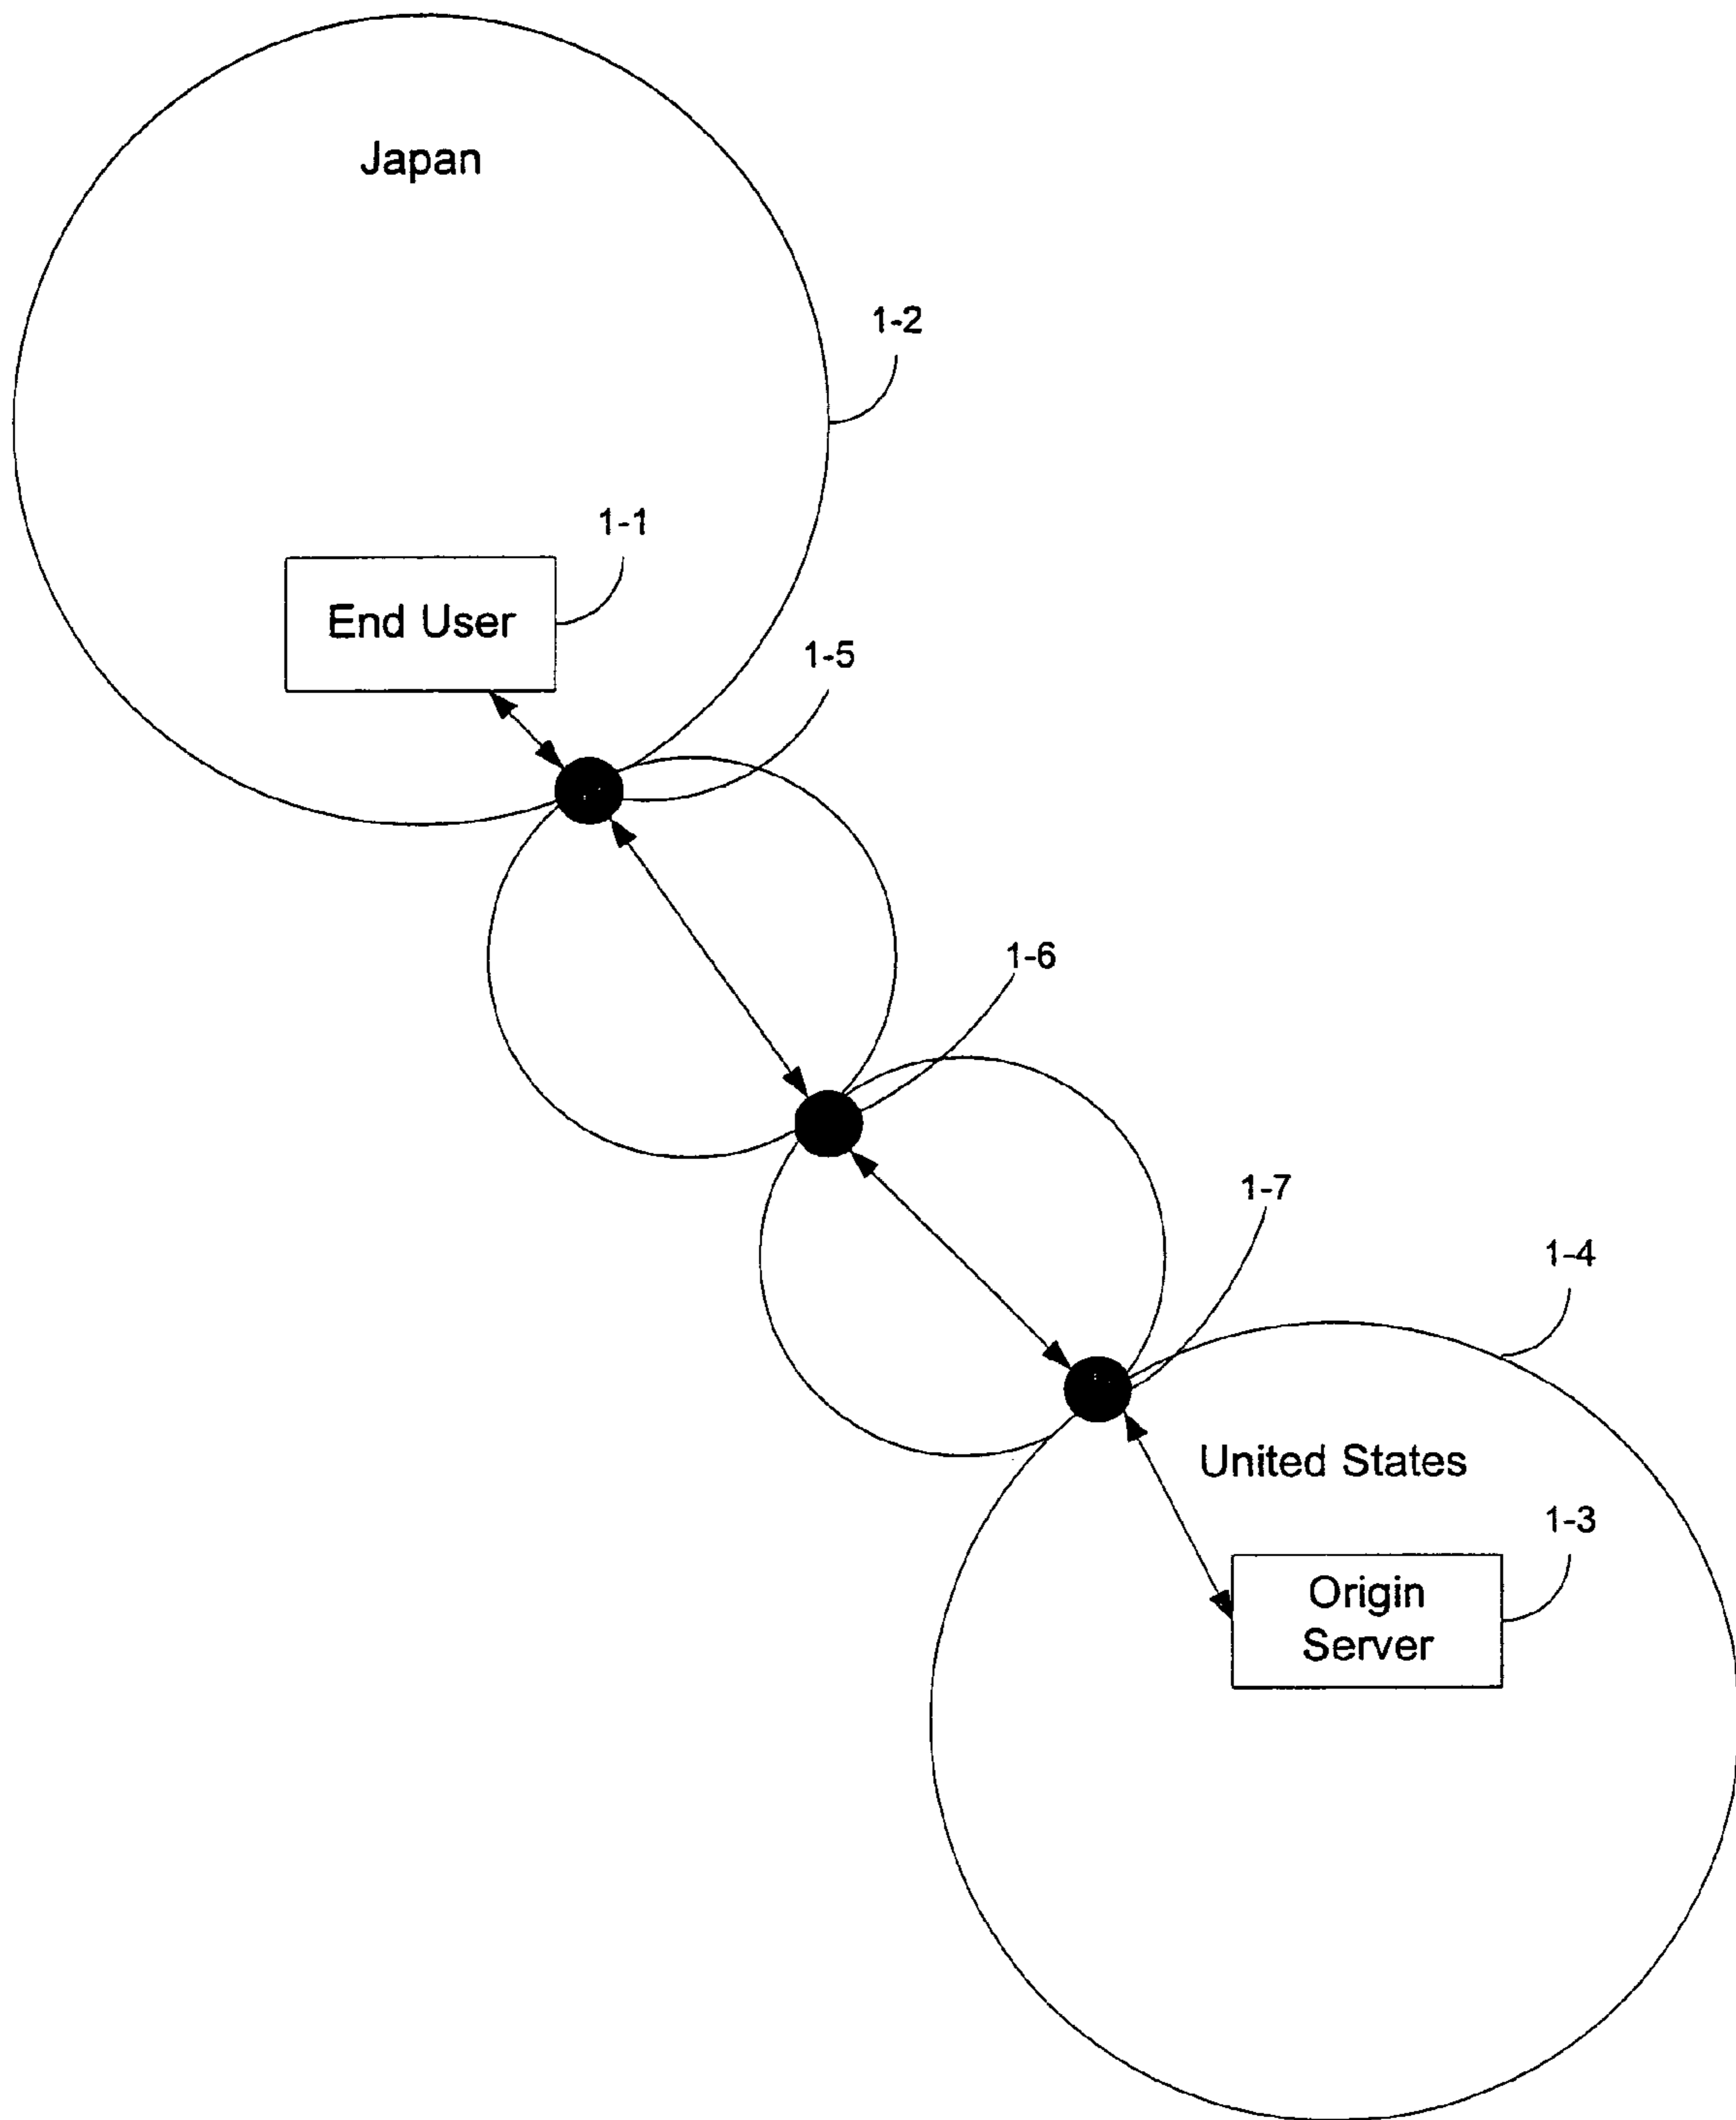 Japan
1-2
1-1
End User
1-5
1-6
1-7
1-4
United States
1-3
Origin
Server